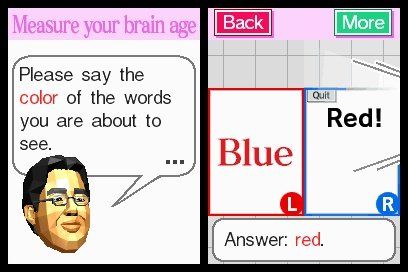 Measure your brain age
Please say the
color of the words
you are about to
see.
...
Back
More
Blue
L
Quit
Red!
R
Answer: red.